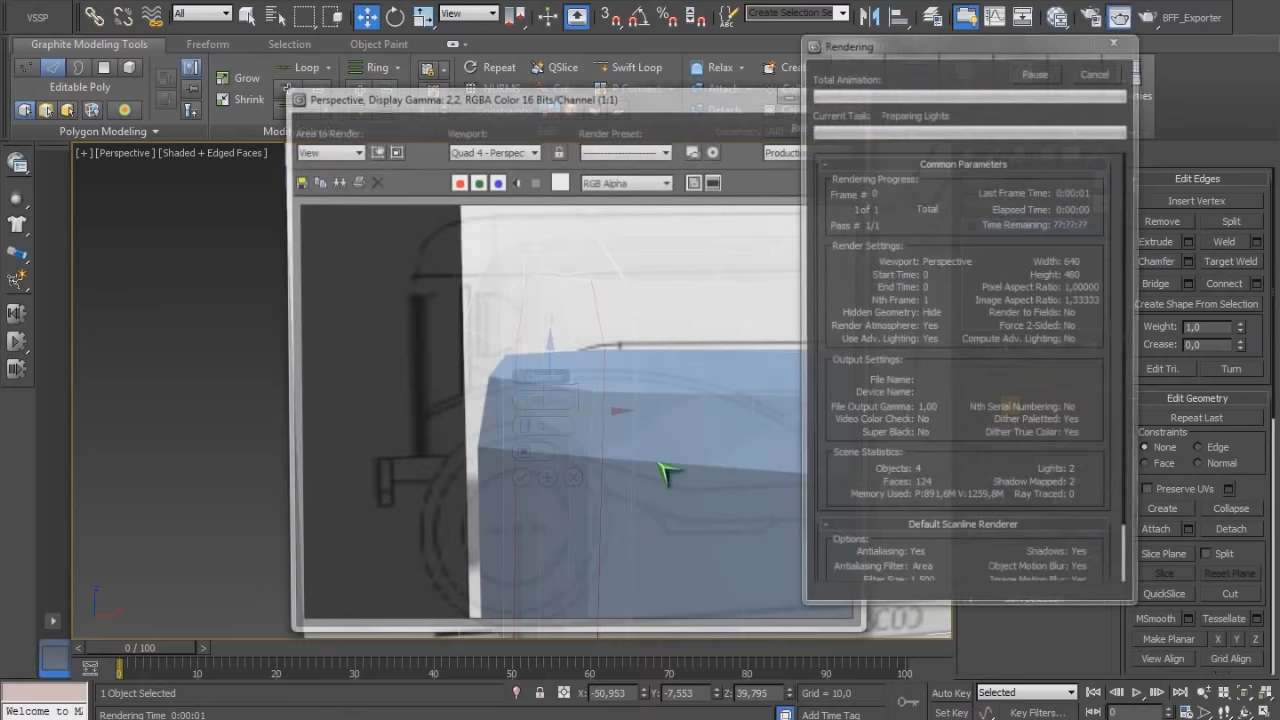 VSSP
All
View
Create Selection Se
BFF_Exporter
Graphite Modeling Tools
Freeform
Selection
Object Paint
Grow
Shrink
Loop
Ring
Repeat
QSlice
Swift Loop
Relax
Editable Poly
Polygon Modeling
[+] [Perspective] [Shaded + Edged Faces]
Perspective, Display Gamma: 2,2, RGBA Color 16 Bits/Channel (1:1)
Area to Render:
Viewport:
Render Preset:
View
Quad 4 - Perspec
Production
RGB Alpha
Rendering
Total Animation:
Pause
Cancel
Current Task:
Preparing Lights
Common Parameters
Rendering Progress:
Frame # 0
Last Frame Time: 0:00:01
1 of 1
Total
Elapsed Time: 0:00:00
Pass # 1/1
Time Remaining: ??:??:??
Render Settings:
Viewport: Perspective
Width: 640
Start Time: 0
Height: 480
End Time: 0
Pixel Aspect Ratio: 1,00000
Nth Frame: 1
Image Aspect Ratio: 1,33333
Hidden Geometry: Hide
Render to Fields: No
Render Atmosphere: Yes
Force 2-Sided: No
Use Adv. Lighting: Yes
Compute Adv. Lighting: No
Output Settings:
File Name:
Device Name:
File Output Gamma: 1,00
Nth Serial Numbering: No
Video Color Check: No
Dither Paletted: Yes
Super Black: No
Dither True Color: Yes
Scene Statistics:
Objects: 4
Lights: 2
Faces: 124
Shadow Mapped: 2
Memory Used: P:891,6M V:1259,8M
Ray Traced: 0
Default Scanline Renderer
Options:
Antialiasing: Yes
Shadows: Yes
Antialiasing Filter: Area
Object Motion Blur: Yes
Filter Size: 1,500
Image Motion Blur: Yes
Edit Edges
Insert Vertex
Remove
Split
Extrude
Weld
Chamfer
Target Weld
Bridge
Connect
Create Shape From Selection
Weight: 1,0
Crease: 0,0
Edit Tri.
Turn
Edit Geometry
Repeat Last
Constraints
None
Edge
Face
Normal
Preserve UVs
Create
Collapse
Attach
Detach
Slice Plane
Split
Slice
Reset Plane
QuickSlice
Cut
MSmooth
Tessellate
Make Planar
X
Y
Z
View Align
Grid Align
0 / 100
0
10
20
30
40
50
60
70
80
90
100
1 Object Selected
X: -50,953
Y: -7,553
Z: 39,795
Grid = 10,0
Auto Key
Selected
Welcome to M
Rendering Time 0:00:01
Add Time Tag
Set Key
Key Filters...
0